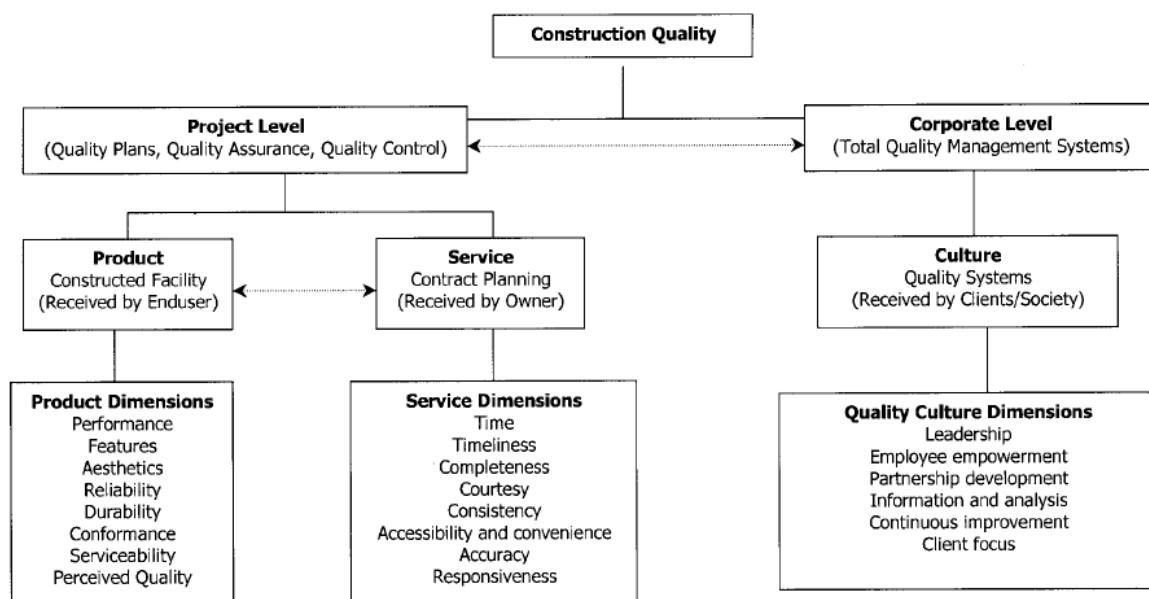 Construction Quality
Project Level
(Quality Plans, Quality Assurance, Quality Control)
Corporate Level
(Total Quality Management Systems)
Product
Constructed Facility
(Received by Enduser)
Service
Contract Planning
(Received by Owner)
Culture
Quality Systems
(Received by Clients/Society)
Product Dimensions
Performance
Features
Aesthetics
Reliability
Durability
Conformance
Serviceability
Perceived Quality
Service Dimensions
Time
Timeliness
Completeness
Courtesy
Consistency
Accessibility and convenience
Accuracy
Responsiveness
Quality Culture Dimensions
Leadership
Employee empowerment
Partnership development
Information and analysis
Continuous improvement
Client focus